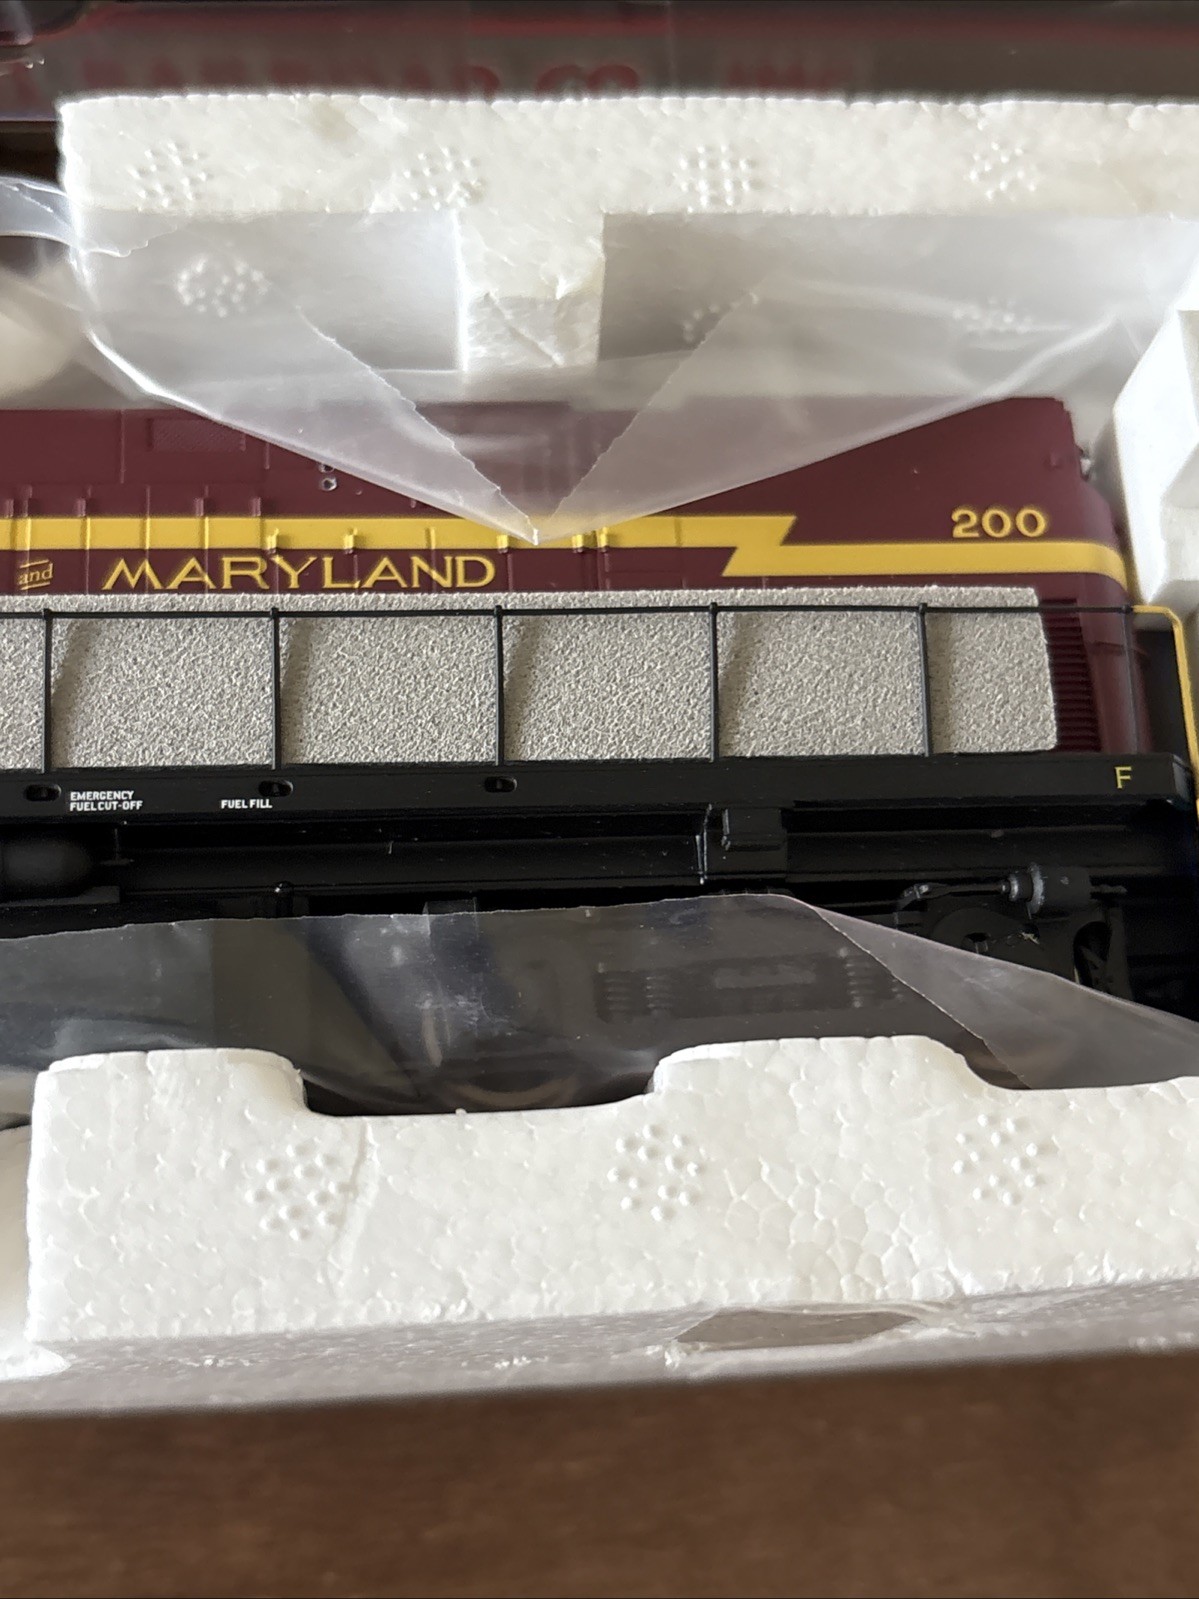 200
and MARYLAND
EMERGENCY
FUEL CUT-OFF
FUEL FILL
F